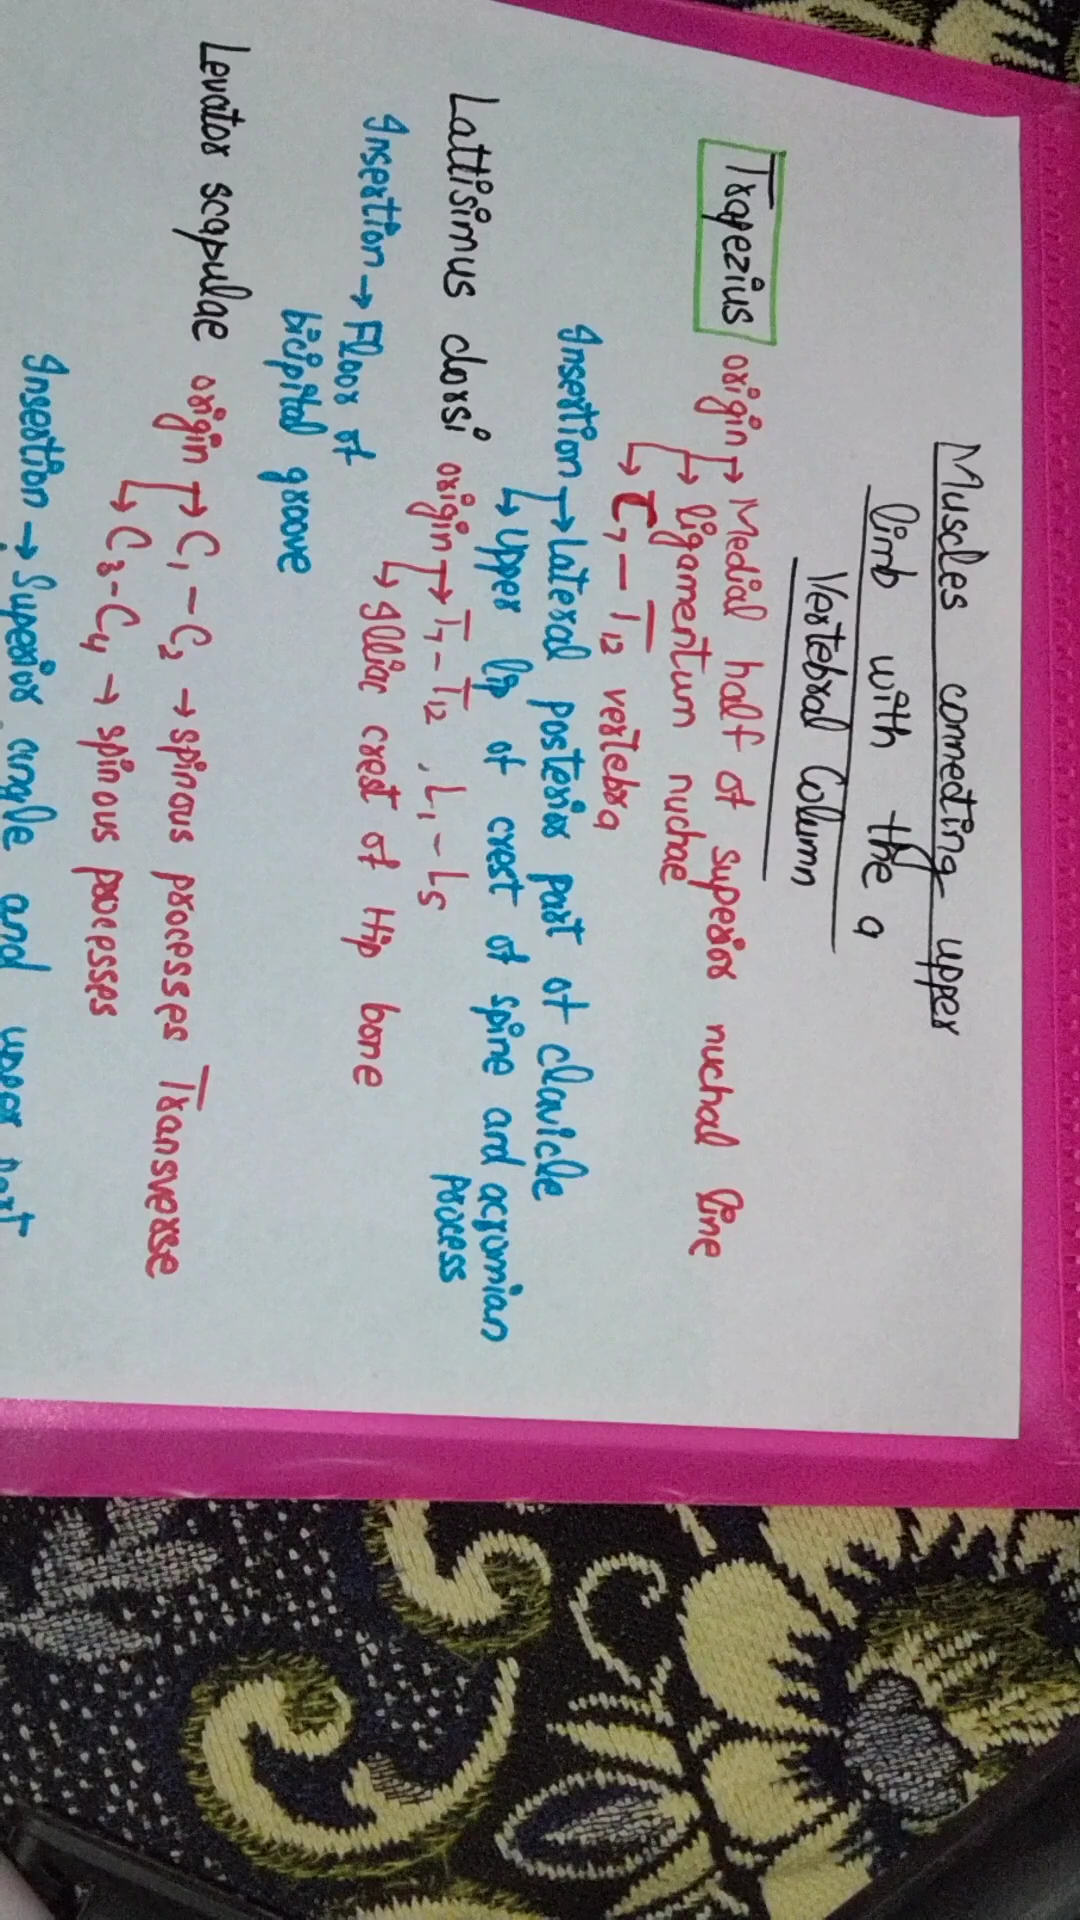 Muscles connecting upper
limb with the a
Vertebral Column
Trapezius origin → Medial half of superior nuchal line
→ ligamentum nuchae
→ C7 – T12 vertebra
Insertion → Lateral posterior part of clavicle
→ upper lip of crest of spine and acromian
process
Lattisimus dorsi origin → T7 – T12, L1 – L5
→ Illiac crest of Hip bone
Insertion → Floor of
bicipital groove
Levator scapulae origin → C1 – C2 → spinous processes Transverse
→ C3 – C4 → spinous processes
Insertion → Superior angle and upper part